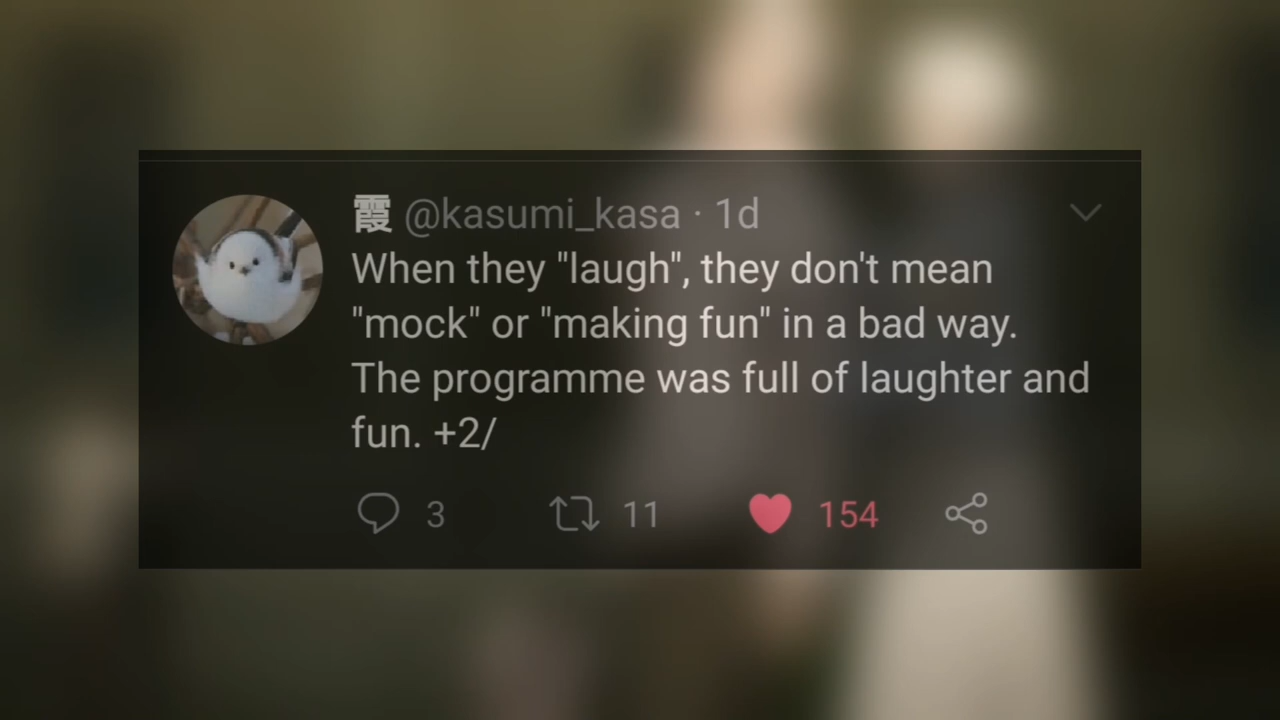 霞 @kasumi_kasa · 1d
When they "laugh", they don't mean
"mock" or "making fun" in a bad way.
The programme was full of laughter and
fun. +2/
3 11 154